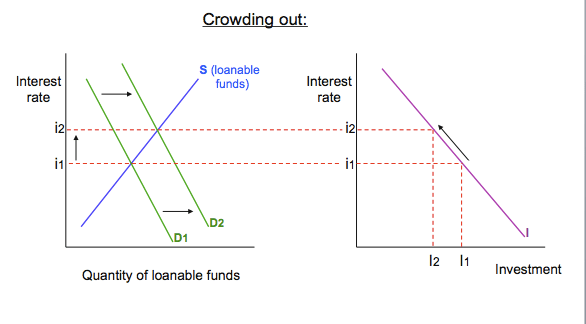 Crowding out:
Interest
rate
S (loanable
funds)
i2
i1
D2
D1
Quantity of loanable funds
Interest
rate
i2
i1
I
I2
I1
Investment